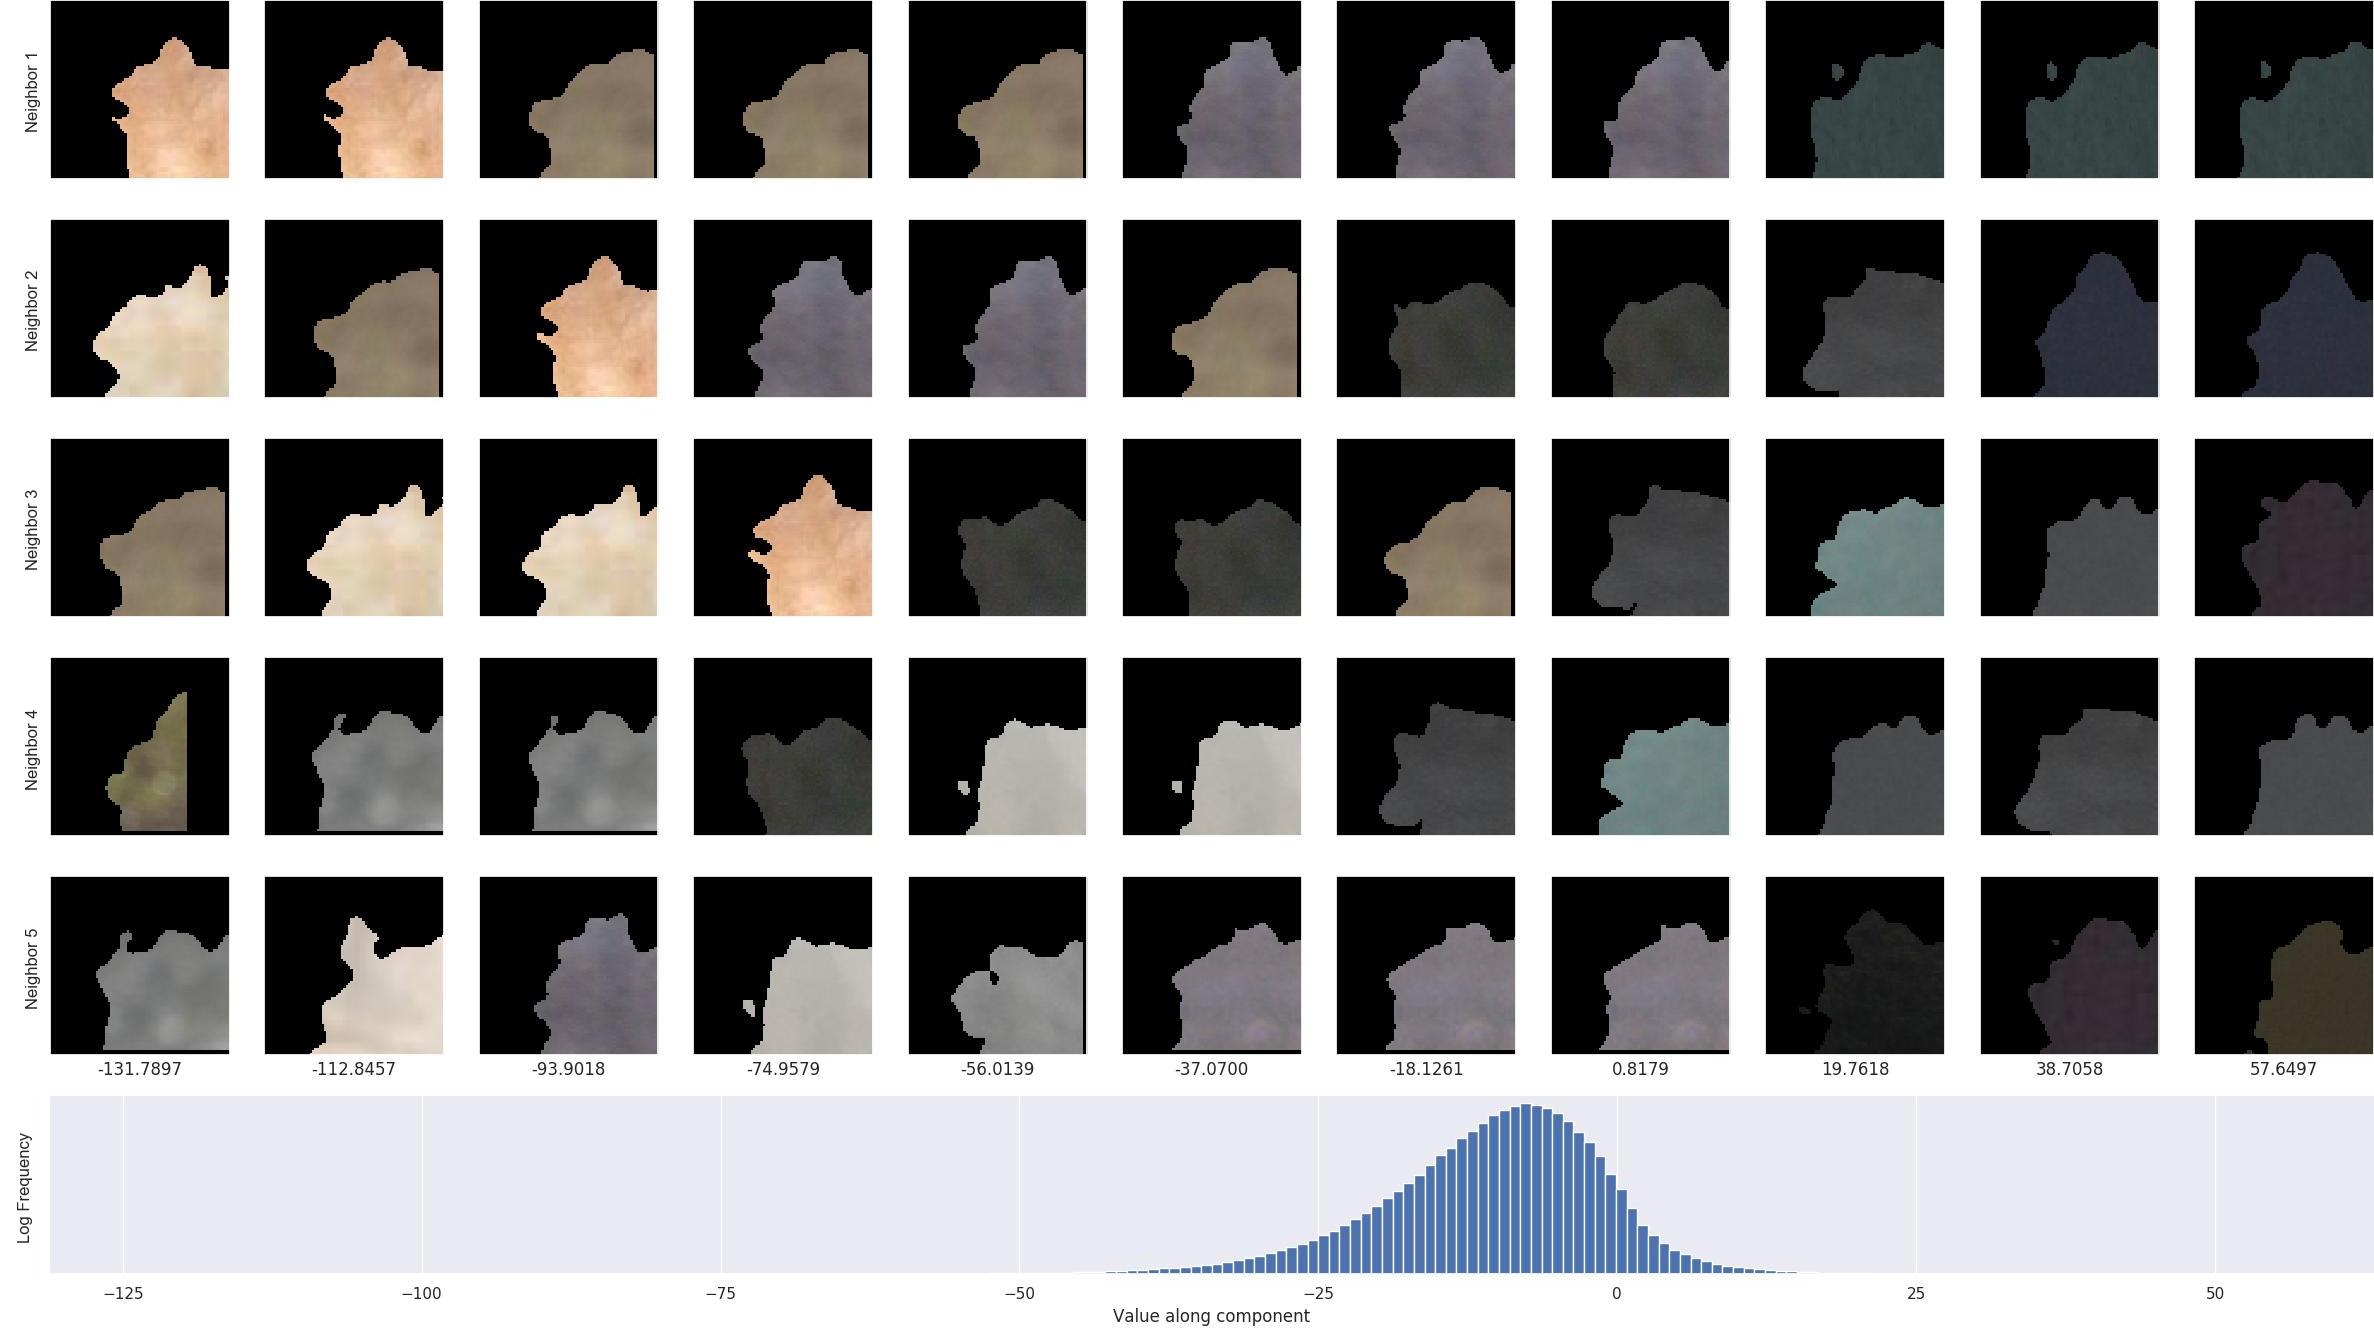 Neighbor 1
Neighbor 2
Neighbor 3
Neighbor 4
Neighbor 5
-131.7897 -112.8457 -93.9018 -74.9579 -56.0139 -37.0700 -18.1261 0.8179 19.7618 38.7058 57.6497
Log Frequency
−125 −100 −75 −50 −25 0 25 50
Value along component